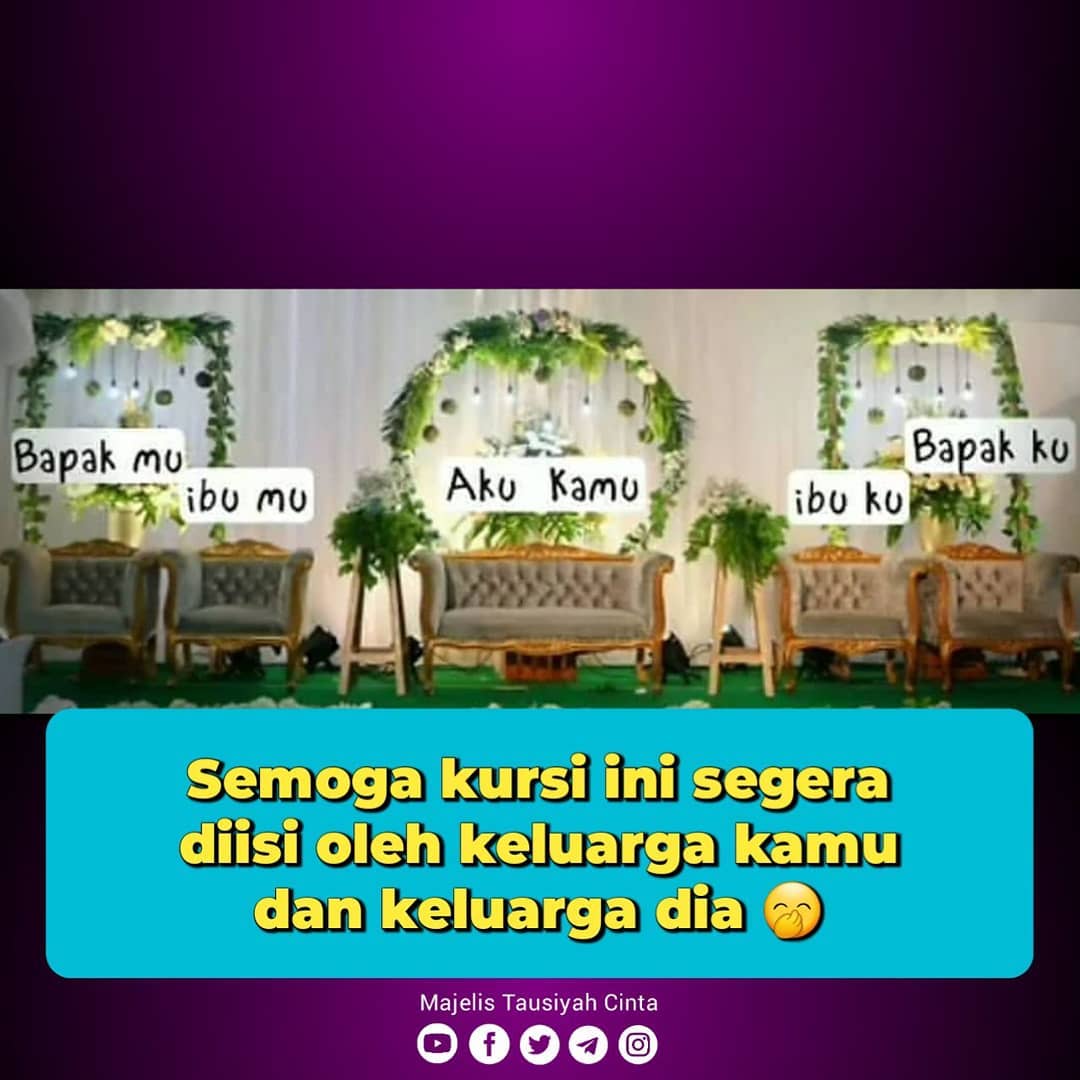 Bapak mu
ibu mu
Aku Kamu
ibu ku
Bapak ku
Semoga kursi ini segera
diisi oleh keluarga kamu
dan keluarga dia 🤭
Majelis Tausiyah Cinta